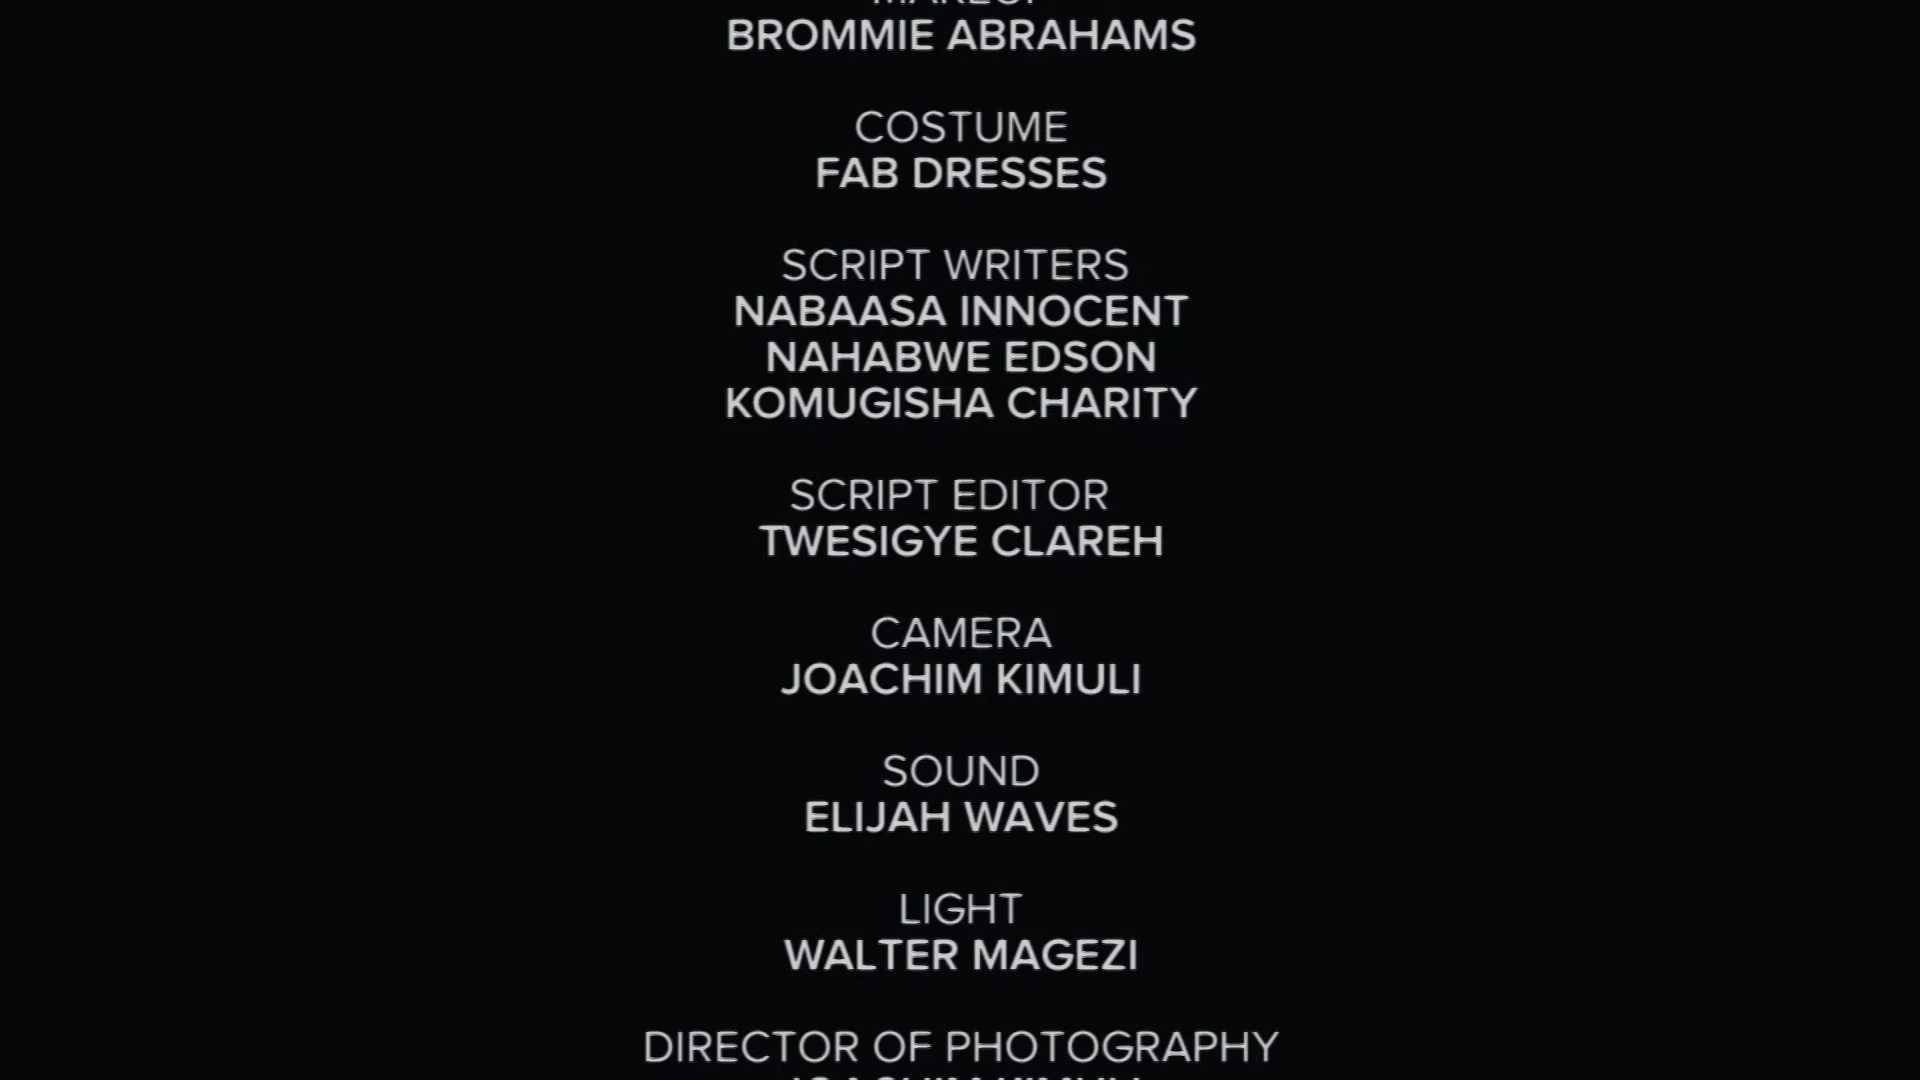 BROMMIE ABRAHAMS
COSTUME
FAB DRESSES
SCRIPT WRITERS
NABAASA INNOCENT
NAHABWE EDSON
KOMUGISHA CHARITY
SCRIPT EDITOR
TWESIGYE CLAREH
CAMERA
JOACHIM KIMULI
SOUND
ELIJAH WAVES
LIGHT
WALTER MAGEZI
DIRECTOR OF PHOTOGRAPHY